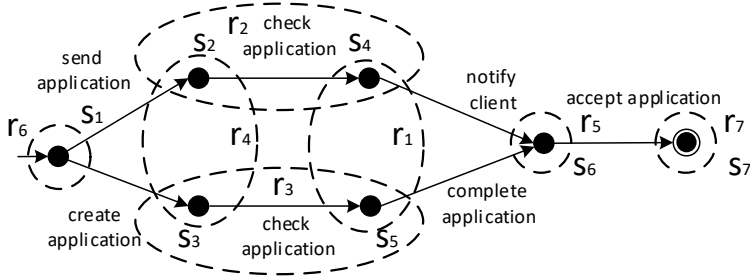 r2
check
application
s2
s4
send
application
notify
client
accept application
s1
r6
r4
r1
r5
r7
s6
s7
r3
create
application
s3
check
application
s5
complete
application